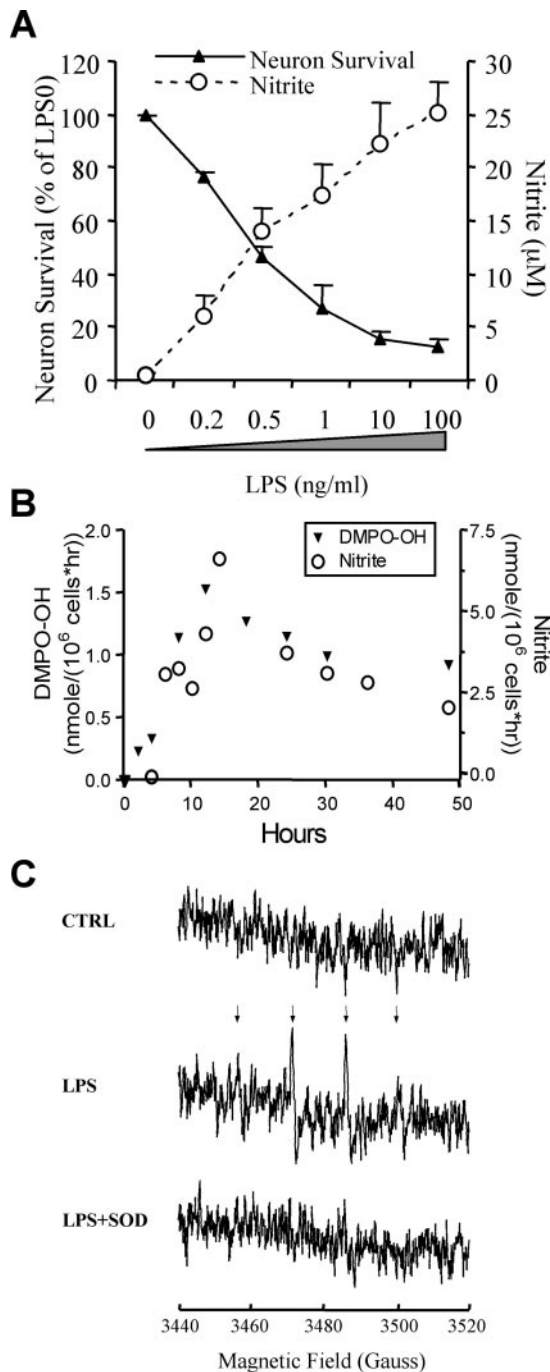 A
Neuron Survival
Nitrite
Neuron Survival (% of LPS0)
120
100
80
60
40
20
0
30
25
20
15
10
5
0
Nitrite
(μM)
0 0.2 0.5 1 10 100
LPS (ng/ml)
B
DMPO-OH
(nmole/(10⁶ cells*hr))
2.0
1.5
1.0
0.5
0.0
DMPO-OH
Nitrite
7.5
5.0
2.5
0.0
Nitrite
(nmole/(10⁶ cells*hr))
0 10 20 30 40 50
Hours
C
CTRL
LPS
LPS+SOD
3440 3460 3480 3500 3520
Magnetic Field (Gauss)